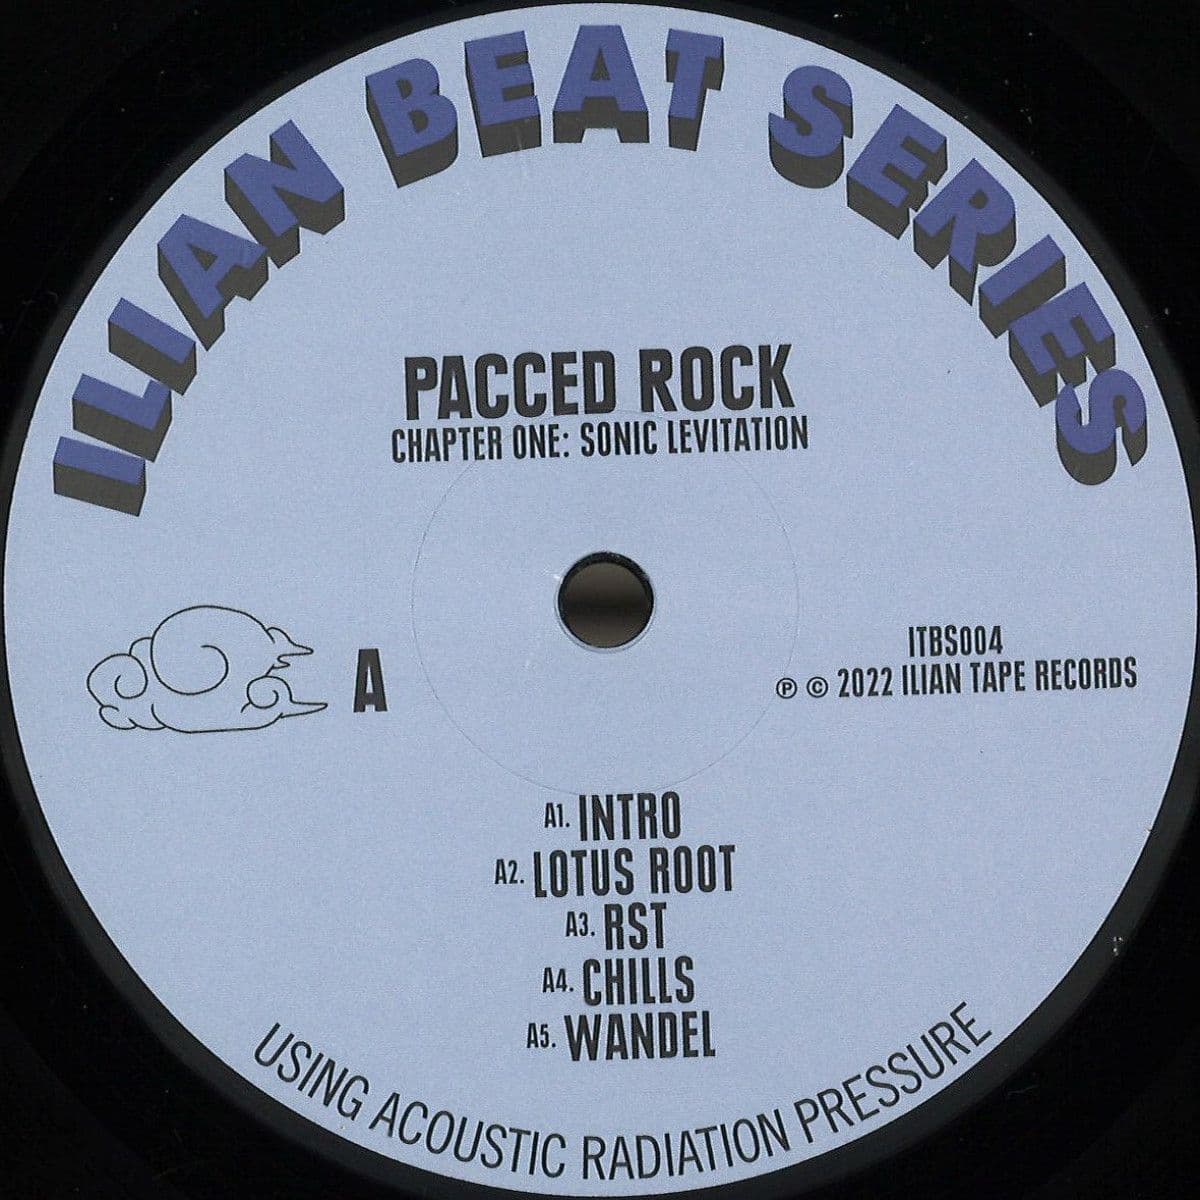 ILIAN BEAT SERIES
PACCED ROCK
CHAPTER ONE: SONIC LEVITATION
A
ITBS004
℗ © 2022 ILIAN TAPE RECORDS
A1. INTRO
A2. LOTUS ROOT
A3. RST
A4. CHILLS
A5. WANDEL
USING ACOUSTIC RADIATION PRESSURE